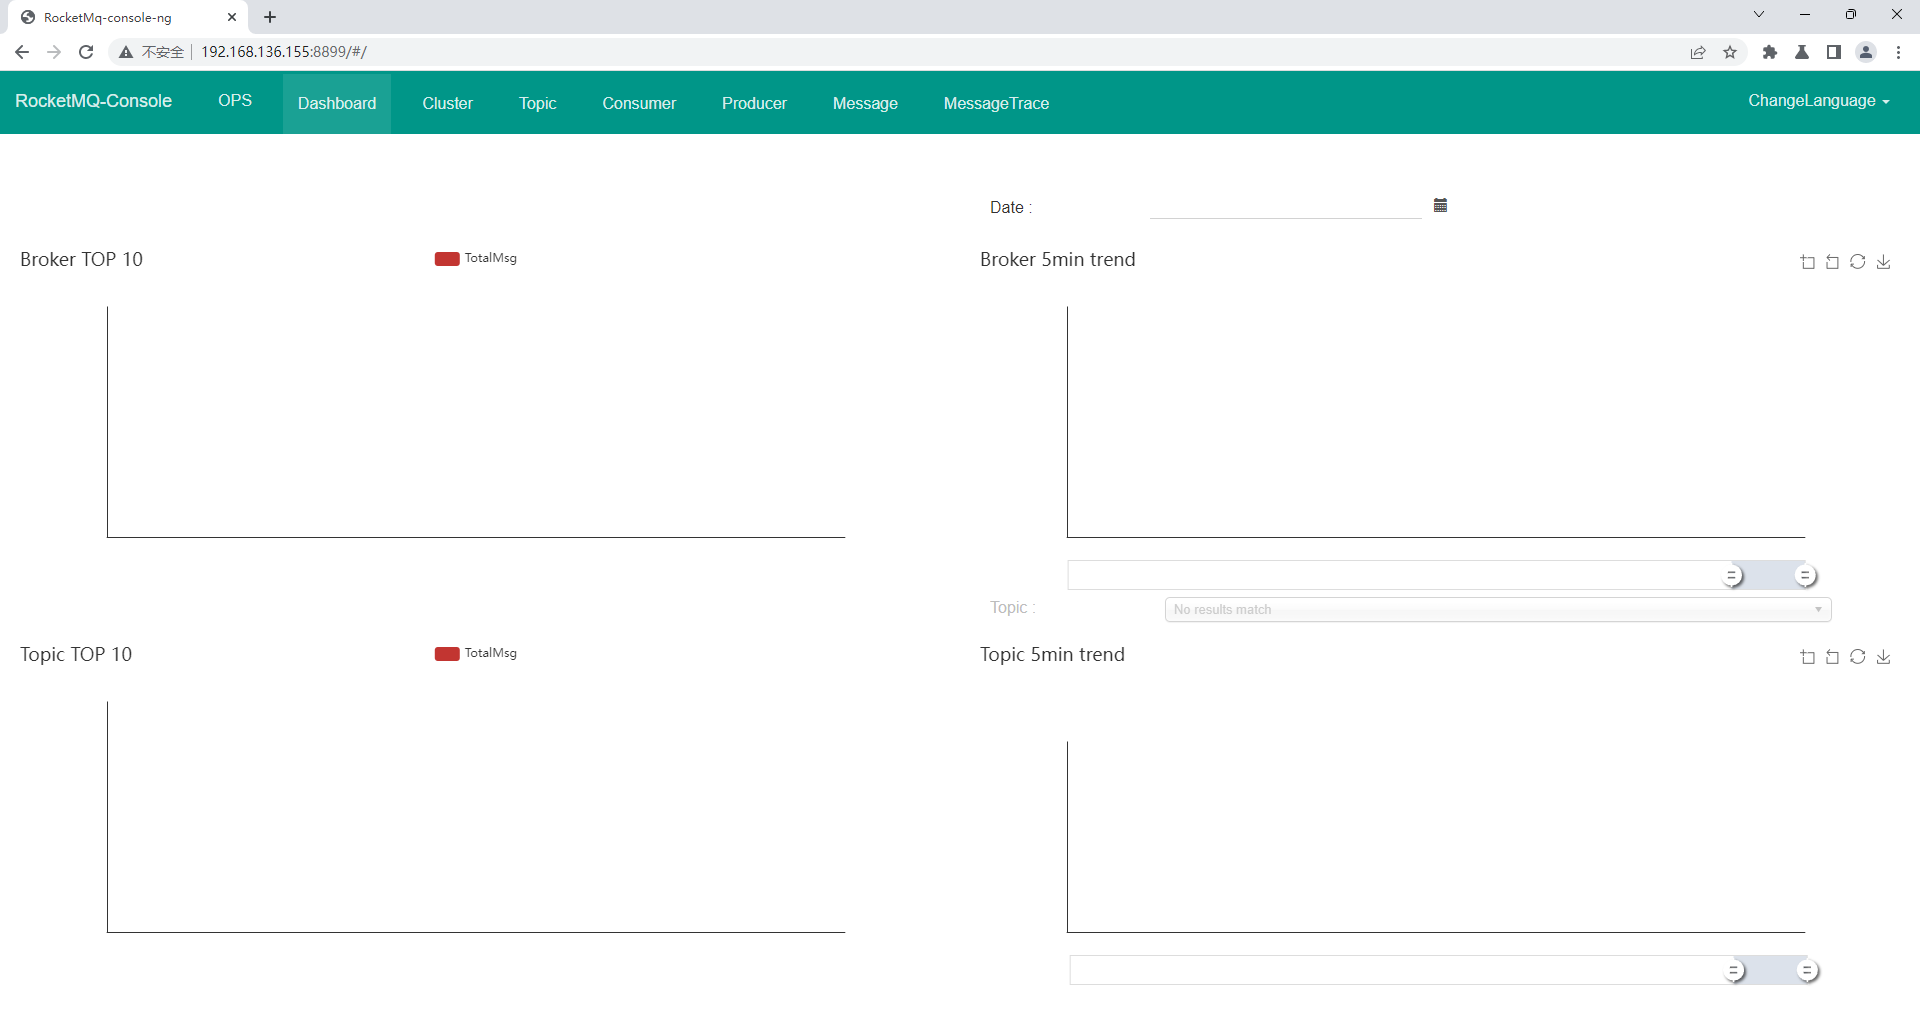 RocketMq-console-ng
不安全 192.168.136.155:8899/#/
RocketMQ-Console OPS Dashboard Cluster Topic Consumer Producer Message MessageTrace ChangeLanguage
Date :
Broker TOP 10 TotalMsg Broker 5min trend
Topic : No results match
Topic TOP 10 TotalMsg Topic 5min trend